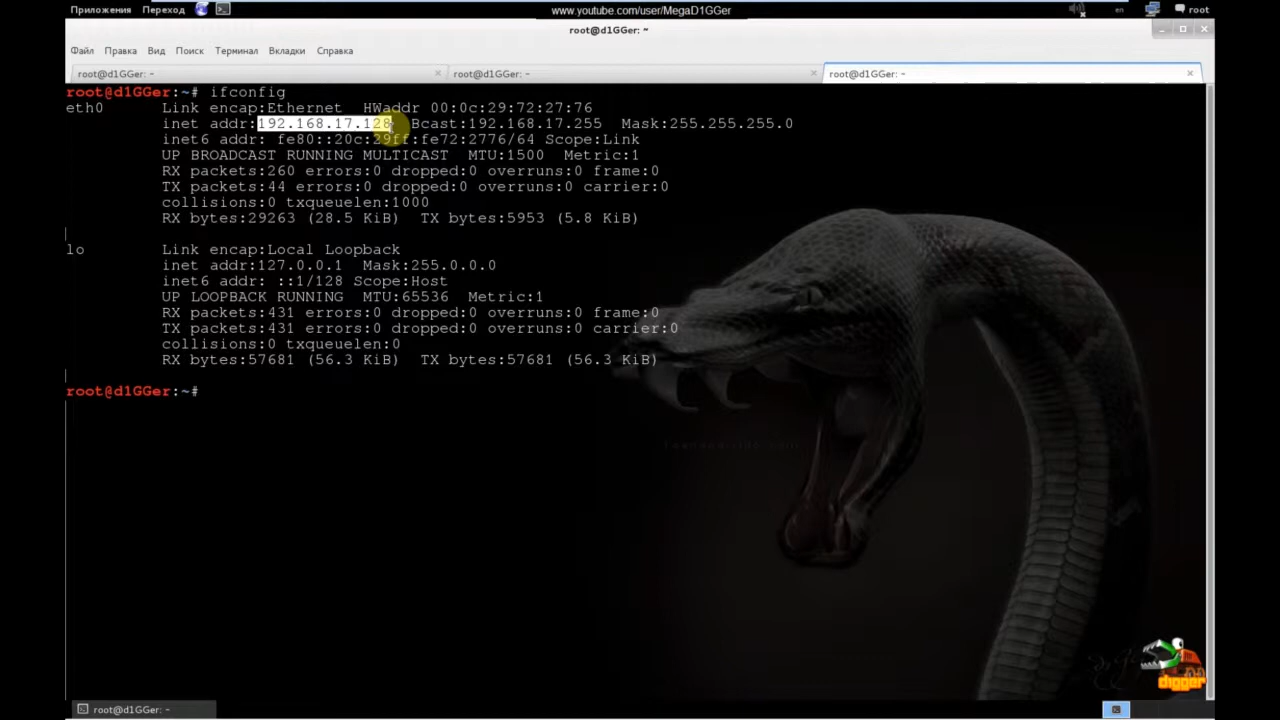 Приложения Переход www.youtube.com/user/MegaD1GGer en root
root@d1GGer: ~
Файл Правка Вид Поиск Терминал Вкладки Справка
root@d1GGer: ~ root@d1GGer: ~ root@d1GGer: ~
root@d1GGer:~# ifconfig
eth0 Link encap:Ethernet HWaddr 00:0c:29:72:27:76
inet addr:192.168.17.128 Bcast:192.168.17.255 Mask:255.255.255.0
inet6 addr: fe80::20c:29ff:fe72:2776/64 Scope:Link
UP BROADCAST RUNNING MULTICAST MTU:1500 Metric:1
RX packets:260 errors:0 dropped:0 overruns:0 frame:0
TX packets:44 errors:0 dropped:0 overruns:0 carrier:0
collisions:0 txqueuelen:1000
RX bytes:29263 (28.5 KiB) TX bytes:5953 (5.8 KiB)
lo Link encap:Local Loopback
inet addr:127.0.0.1 Mask:255.0.0.0
inet6 addr: ::1/128 Scope:Host
UP LOOPBACK RUNNING MTU:65536 Metric:1
RX packets:431 errors:0 dropped:0 overruns:0 frame:0
TX packets:431 errors:0 dropped:0 overruns:0 carrier:0
collisions:0 txqueuelen:0
RX bytes:57681 (56.3 KiB) TX bytes:57681 (56.3 KiB)
root@d1GGer:~#
digger
root@d1GGer: ~